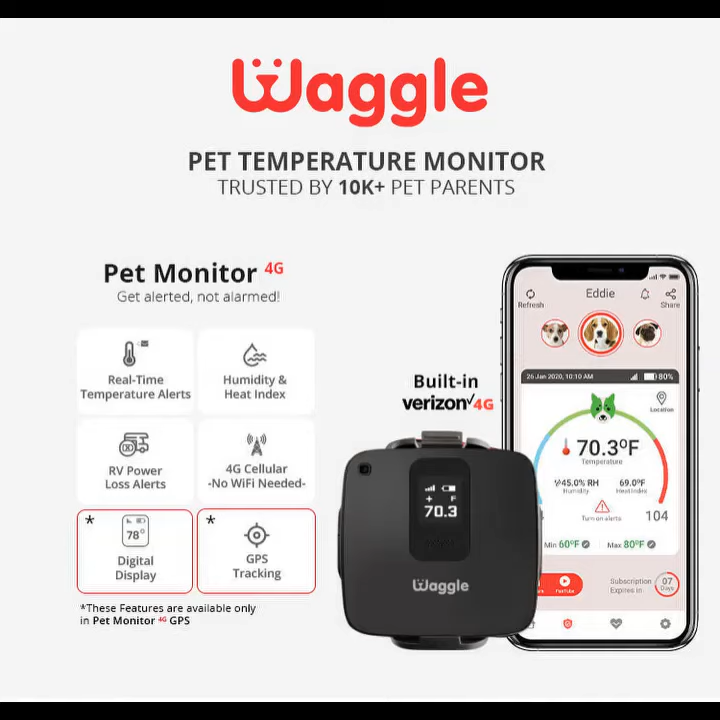 Waggle
PET TEMPERATURE MONITOR
TRUSTED BY 10K+ PET PARENTS
Pet Monitor 4G
Get alerted, not alarmed!
Real-Time
Temperature Alerts
Humidity &
Heat Index
RV Power
Loss Alerts
4G Cellular
-No WiFi Needed-
* 78°
Digital
Display
*
GPS
Tracking
*These Features are available only
in Pet Monitor 4G GPS
Built-in
verizon✓4G
+ F
70.3
Waggle
Eddie
Refresh
Share
26 Jan 2020, 10:10 AM
80%
Location
70.3°F
Temperature
45.0% RH
Humidity
69.0°F
HeatIndex
Turn on alerts
104
Min 60°F
Max 80°F
YouTube
Subscription
Expires in
07
Days